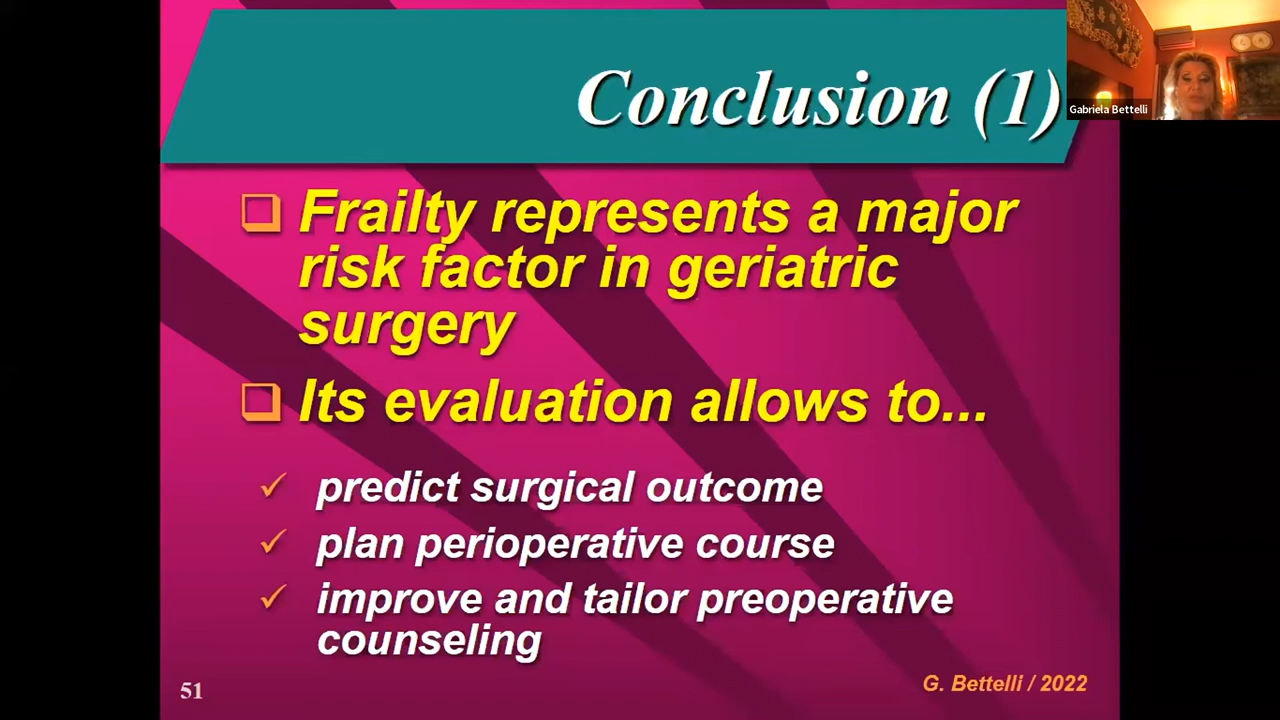 Conclusion (1)
Gabriela Bettelli
Frailty represents a major
risk factor in geriatric
surgery
Its evaluation allows to...
predict surgical outcome
plan perioperative course
improve and tailor preoperative
counseling
51
G. Bettelli / 2022